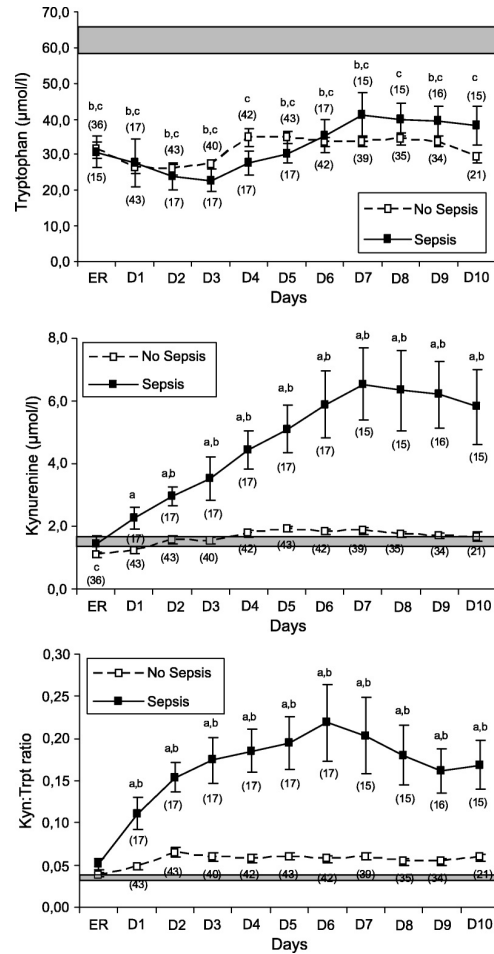 70,0
60,0
50,0
40,0
30,0
20,0
10,0
0,0
Tryptophan (µmol/l)
b,c b,c b,c b,c c b,c b,c b,c c b,c c
(36) (17) (43) (40) (42) (43) (17) (15) (15) (16) (15)
(15) (43) (17) (17) (17) (17) (42) (39) (35) (34) (21)
No Sepsis
Sepsis
ER D1 D2 D3 D4 D5 D6 D7 D8 D9 D10
Days
8,0
6,0
4,0
2,0
0,0
Kynurenine (µmol/l)
No Sepsis
Sepsis
a a,b a,b a,b a,b a,b a,b a,b a,b a,b
(17) (17) (17) (17) (17) (17) (15) (15) (16) (15)
(36) (43) (43) (40) (42) (43) (42) (39) (35) (34) (21)
c
ER D1 D2 D3 D4 D5 D6 D7 D8 D9 D10
Days
0,30
0,25
0,20
0,15
0,10
0,05
0,00
Kyn:Trpt ratio
No Sepsis
Sepsis
a,b a,b a,b a,b a,b a,b a,b a,b a,b a,b
(17) (17) (17) (17) (17) (17) (15) (15) (16) (15)
(43) (43) (40) (42) (43) (42) (39) (35) (34) (21)
ER D1 D2 D3 D4 D5 D6 D7 D8 D9 D10
Days